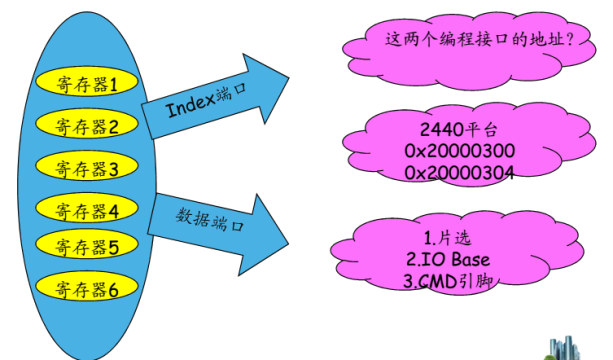 寄存器1
寄存器2
寄存器3
寄存器4
寄存器5
寄存器6
Index端口
数据端口
这两个编程接口的地址？
2440平台
0x20000300
0x20000304
1.片选
2.IO Base
3.CMD引脚